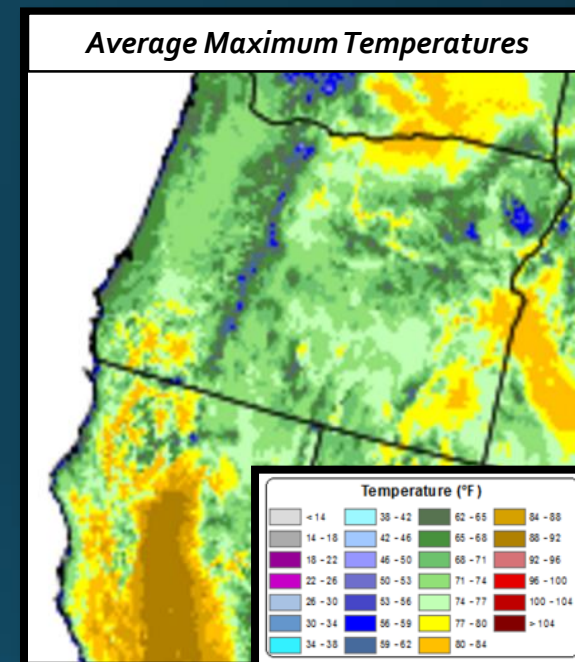 Average Maximum Temperatures
Temperature (°F)
< 14
14 - 18
18 - 22
22 - 26
26 - 30
30 - 34
34 - 38
38 - 42
42 - 46
46 - 50
50 - 53
53 - 56
56 - 59
59 - 62
62 - 65
65 - 68
68 - 71
71 - 74
74 - 77
77 - 80
80 - 84
84 - 88
88 - 92
92 - 96
96 - 100
100 - 104
> 104